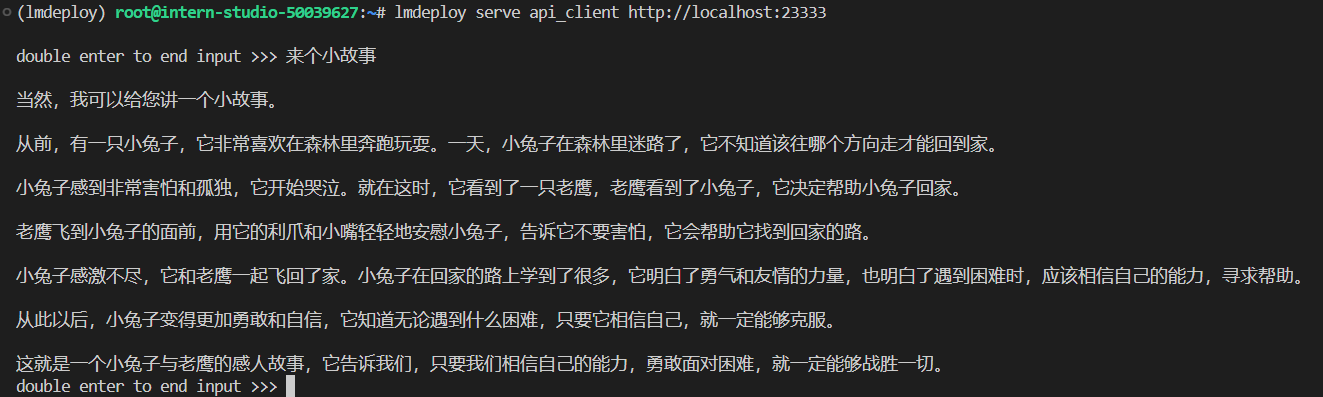 (lmdeploy) root@intern-studio-50039627:~# lmdeploy serve api_client http://localhost:23333
double enter to end input >>> 来个小故事
当然，我可以给您讲一个小故事。
从前，有一只小兔子，它非常喜欢在森林里奔跑玩耍。一天，小兔子在森林里迷路了，它不知道该往哪个方向走才能回到家。
小兔子感到非常害怕和孤独，它开始哭泣。就在这时，它看到了一只老鹰，老鹰看到了小兔子，它决定帮助小兔子回家。
老鹰飞到小兔子的面前，用它的利爪和小嘴轻轻地安慰小兔子，告诉它不要害怕，它会帮助它找到回家的路。
小兔子感激不尽，它和老鹰一起飞回了家。小兔子在回家的路上学到了很多，它明白了勇气和友情的力量，也明白了遇到困难时，应该相信自己的能力，寻求帮助。
从此以后，小兔子变得更加勇敢和自信，它知道无论遇到什么困难，只要它相信自己，就一定能够克服。
这就是一个小兔子与老鹰的感人故事，它告诉我们，只要我们相信自己的能力，勇敢面对困难，就一定能够战胜一切。
double enter to end input >>>